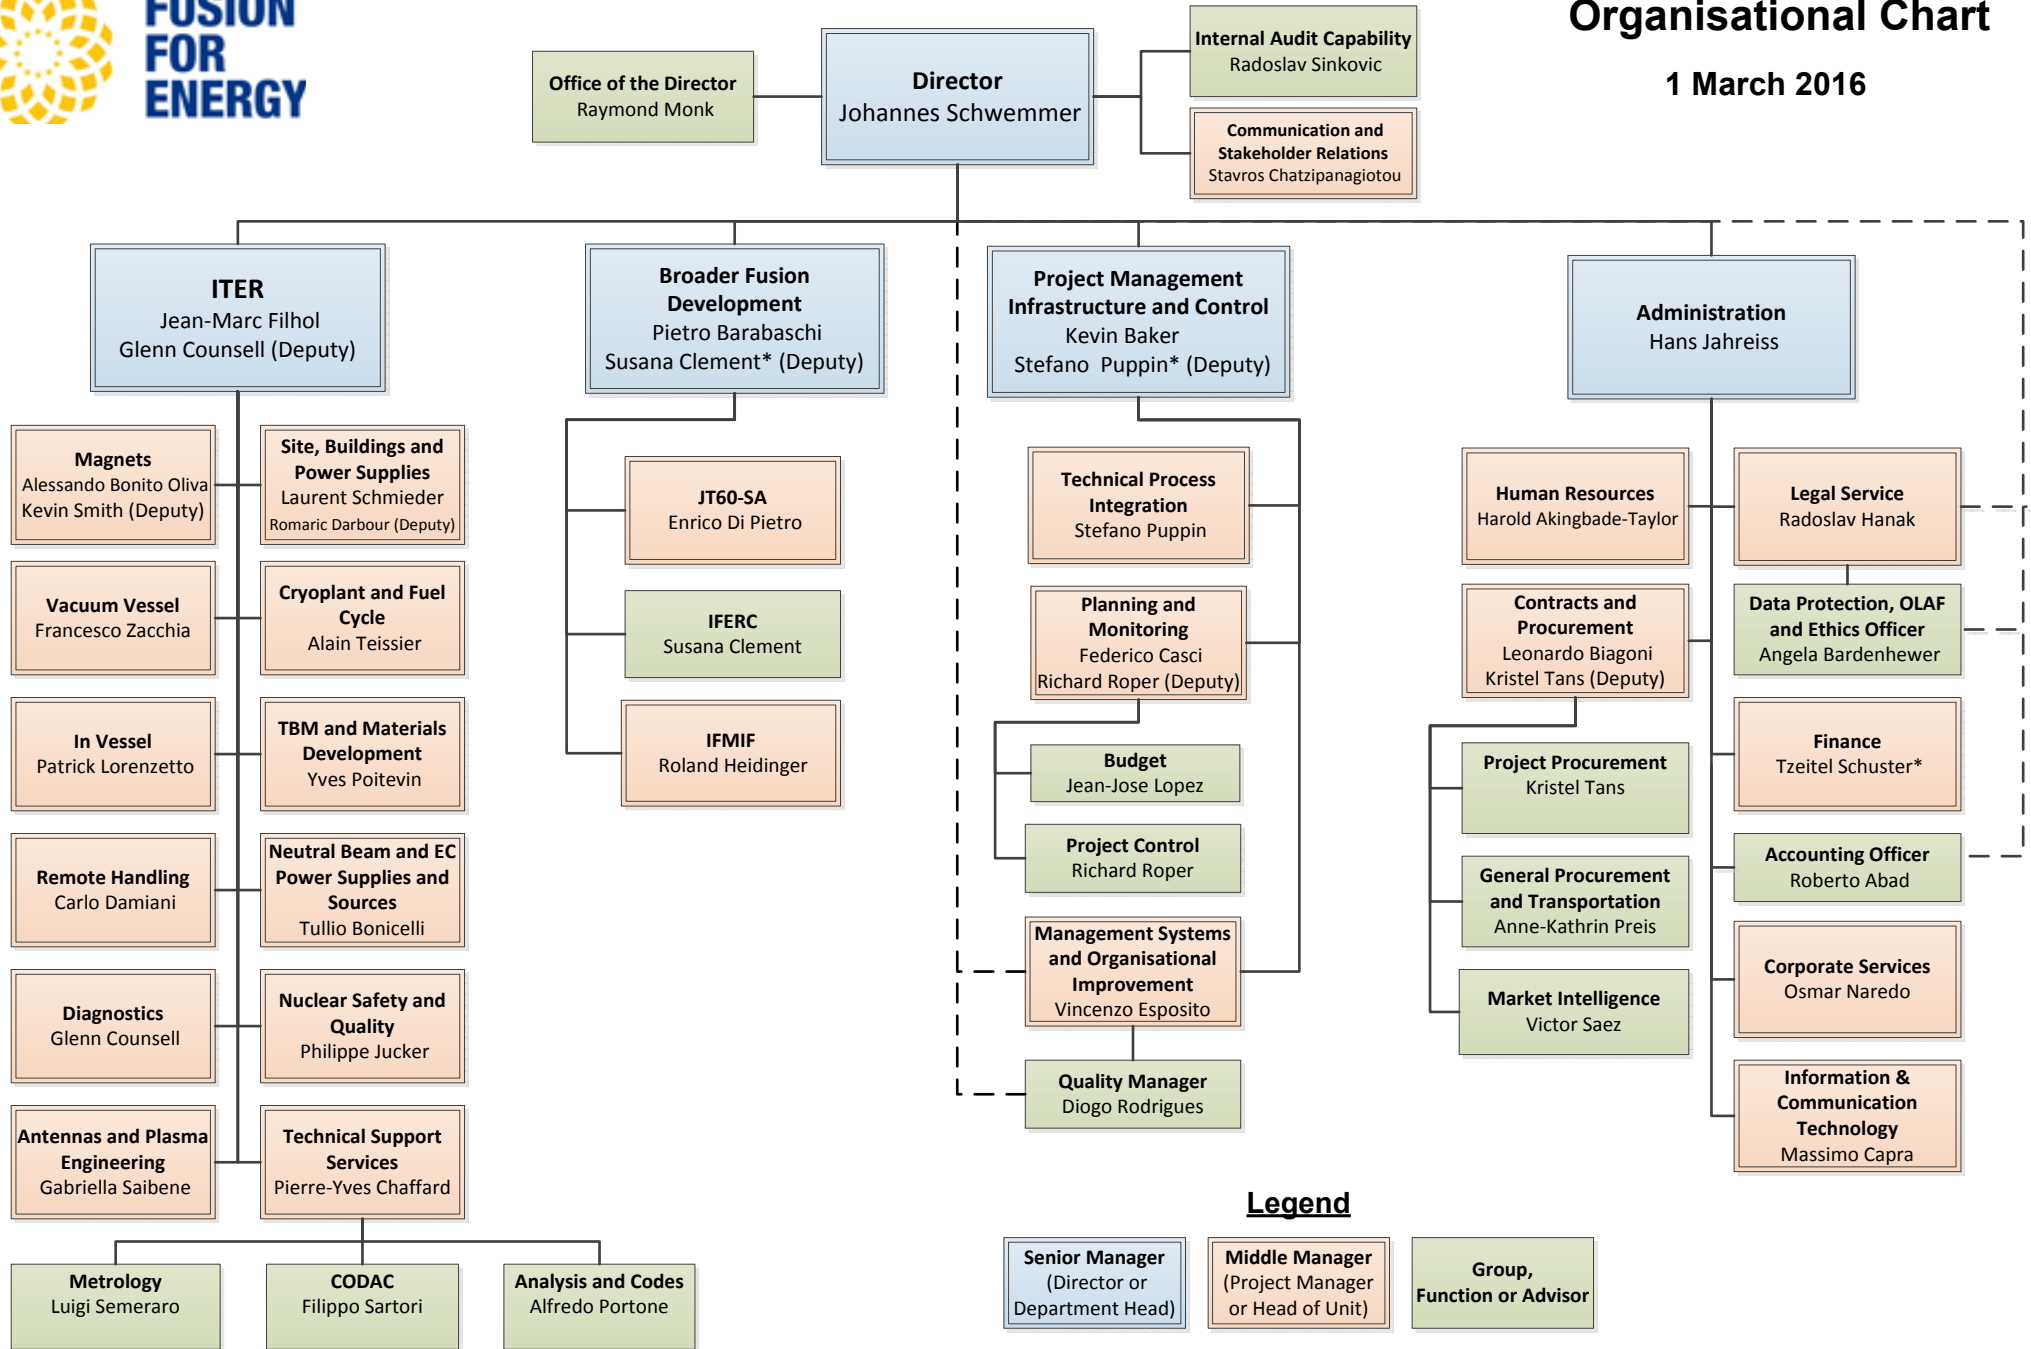 FUSION
FOR
ENERGY
Organisational Chart
1 March 2016
Office of the Director
Raymond Monk
Director
Johannes Schwemmer
Internal Audit Capability
Radoslav Sinkovic
Communication and
Stakeholder Relations
Stavros Chatzipanagiotou
ITER
Jean-Marc Filhol
Glenn Counsell (Deputy)
Magnets
Alessando Bonito Oliva
Kevin Smith (Deputy)
Site, Buildings and
Power Supplies
Laurent Schmieder
Romaric Darbour (Deputy)
Vacuum Vessel
Francesco Zacchia
Cryoplant and Fuel
Cycle
Alain Teissier
In Vessel
Patrick Lorenzetto
TBM and Materials
Development
Yves Poitevin
Remote Handling
Carlo Damiani
Neutral Beam and EC
Power Supplies and
Sources
Tullio Bonicelli
Diagnostics
Glenn Counsell
Nuclear Safety and
Quality
Philippe Jucker
Antennas and Plasma
Engineering
Gabriella Saibene
Technical Support
Services
Pierre-Yves Chaffard
Metrology
Luigi Semeraro
CODAC
Filippo Sartori
Analysis and Codes
Alfredo Portone
Broader Fusion
Development
Pietro Barabaschi
Susana Clement* (Deputy)
JT60-SA
Enrico Di Pietro
IFERC
Susana Clement
IFMIF
Roland Heidinger
Project Management
Infrastructure and Control
Kevin Baker
Stefano Puppin* (Deputy)
Technical Process
Integration
Stefano Puppin
Planning and
Monitoring
Federico Casci
Richard Roper (Deputy)
Budget
Jean-Jose Lopez
Project Control
Richard Roper
Management Systems
and Organisational
Improvement
Vincenzo Esposito
Quality Manager
Diogo Rodrigues
Administration
Hans Jahreiss
Human Resources
Harold Akingbade-Taylor
Legal Service
Radoslav Hanak
Contracts and
Procurement
Leonardo Biagoni
Kristel Tans (Deputy)
Data Protection, OLAF
and Ethics Officer
Angela Bardenhewer
Project Procurement
Kristel Tans
Finance
Tzeitel Schuster*
General Procurement
and Transportation
Anne-Kathrin Preis
Accounting Officer
Roberto Abad
Market Intelligence
Victor Saez
Corporate Services
Osmar Naredo
Information &
Communication
Technology
Massimo Capra
Legend
Senior Manager
(Director or
Department Head)
Middle Manager
(Project Manager
or Head of Unit)
Group,
Function or Advisor